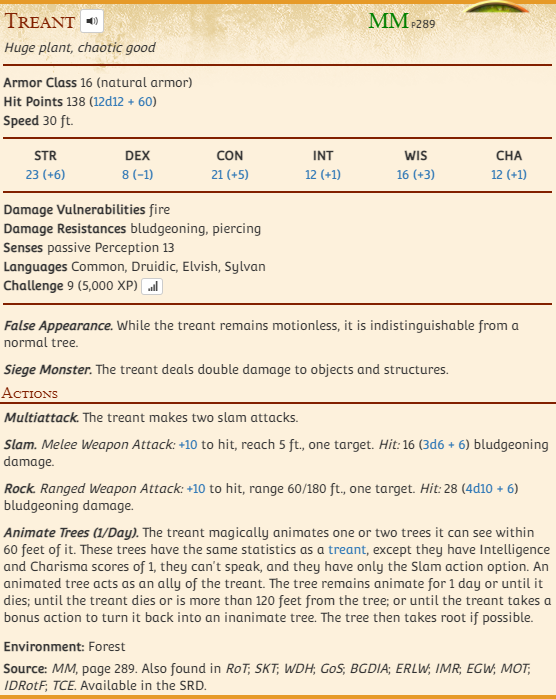 Treant MM p289
Huge plant, chaotic good
Armor Class 16 (natural armor)
Hit Points 138 (12d12 + 60)
Speed 30 ft.
STR DEX CON INT WIS CHA
23 (+6) 8 (−1) 21 (+5) 12 (+1) 16 (+3) 12 (+1)
Damage Vulnerabilities fire
Damage Resistances bludgeoning, piercing
Senses passive Perception 13
Languages Common, Druidic, Elvish, Sylvan
Challenge 9 (5,000 XP)
False Appearance. While the treant remains motionless, it is indistinguishable from a
normal tree.
Siege Monster. The treant deals double damage to objects and structures.
Actions
Multiattack. The treant makes two slam attacks.
Slam. Melee Weapon Attack: +10 to hit, reach 5 ft., one target. Hit: 16 (3d6 + 6) bludgeoning
damage.
Rock. Ranged Weapon Attack: +10 to hit, range 60/180 ft., one target. Hit: 28 (4d10 + 6)
bludgeoning damage.
Animate Trees (1/Day). The treant magically animates one or two trees it can see within
60 feet of it. These trees have the same statistics as a treant, except they have Intelligence
and Charisma scores of 1, they can't speak, and they have only the Slam action option. An
animated tree acts as an ally of the treant. The tree remains animate for 1 day or until it
dies; until the treant dies or is more than 120 feet from the tree; or until the treant takes a
bonus action to turn it back into an inanimate tree. The tree then takes root if possible.
Environment: Forest
Source: MM, page 289. Also found in RoT; SKT; WDH; GoS; BGDIA; ERLW; IMR; EGW; MOT;
IDRotF; TCE. Available in the SRD.